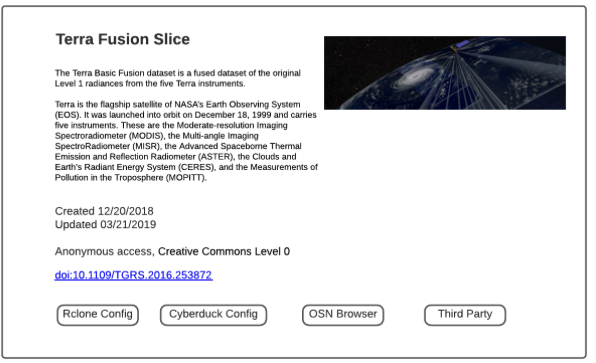 Terra Fusion Slice
The Terra Basic Fusion dataset is a fused dataset of the original
Level 1 radiances from the five Terra instruments.
Terra is the flagship satellite of NASA's Earth Observing System
(EOS). It was launched into orbit on December 18, 1999 and carries
five instruments. These are the Moderate-resolution Imaging
Spectroradiometer (MODIS), the Multi-angle Imaging
SpectroRadiometer (MISR), the Advanced Spacebome Thermal
Emission and Reflection Radiometer (ASTER), the Clouds and
Earth's Radiant Energy System (CERES), and the Measurements of
Pollution in the Troposphere (MOPITT).
Created 12/20/2018
Updated 03/21/2019
Anonymous access, Creative Commons Level 0
doi:10.1109/TGRS.2016.253872
Rclone Config
Cyberduck Config
OSN Browser
Third Party